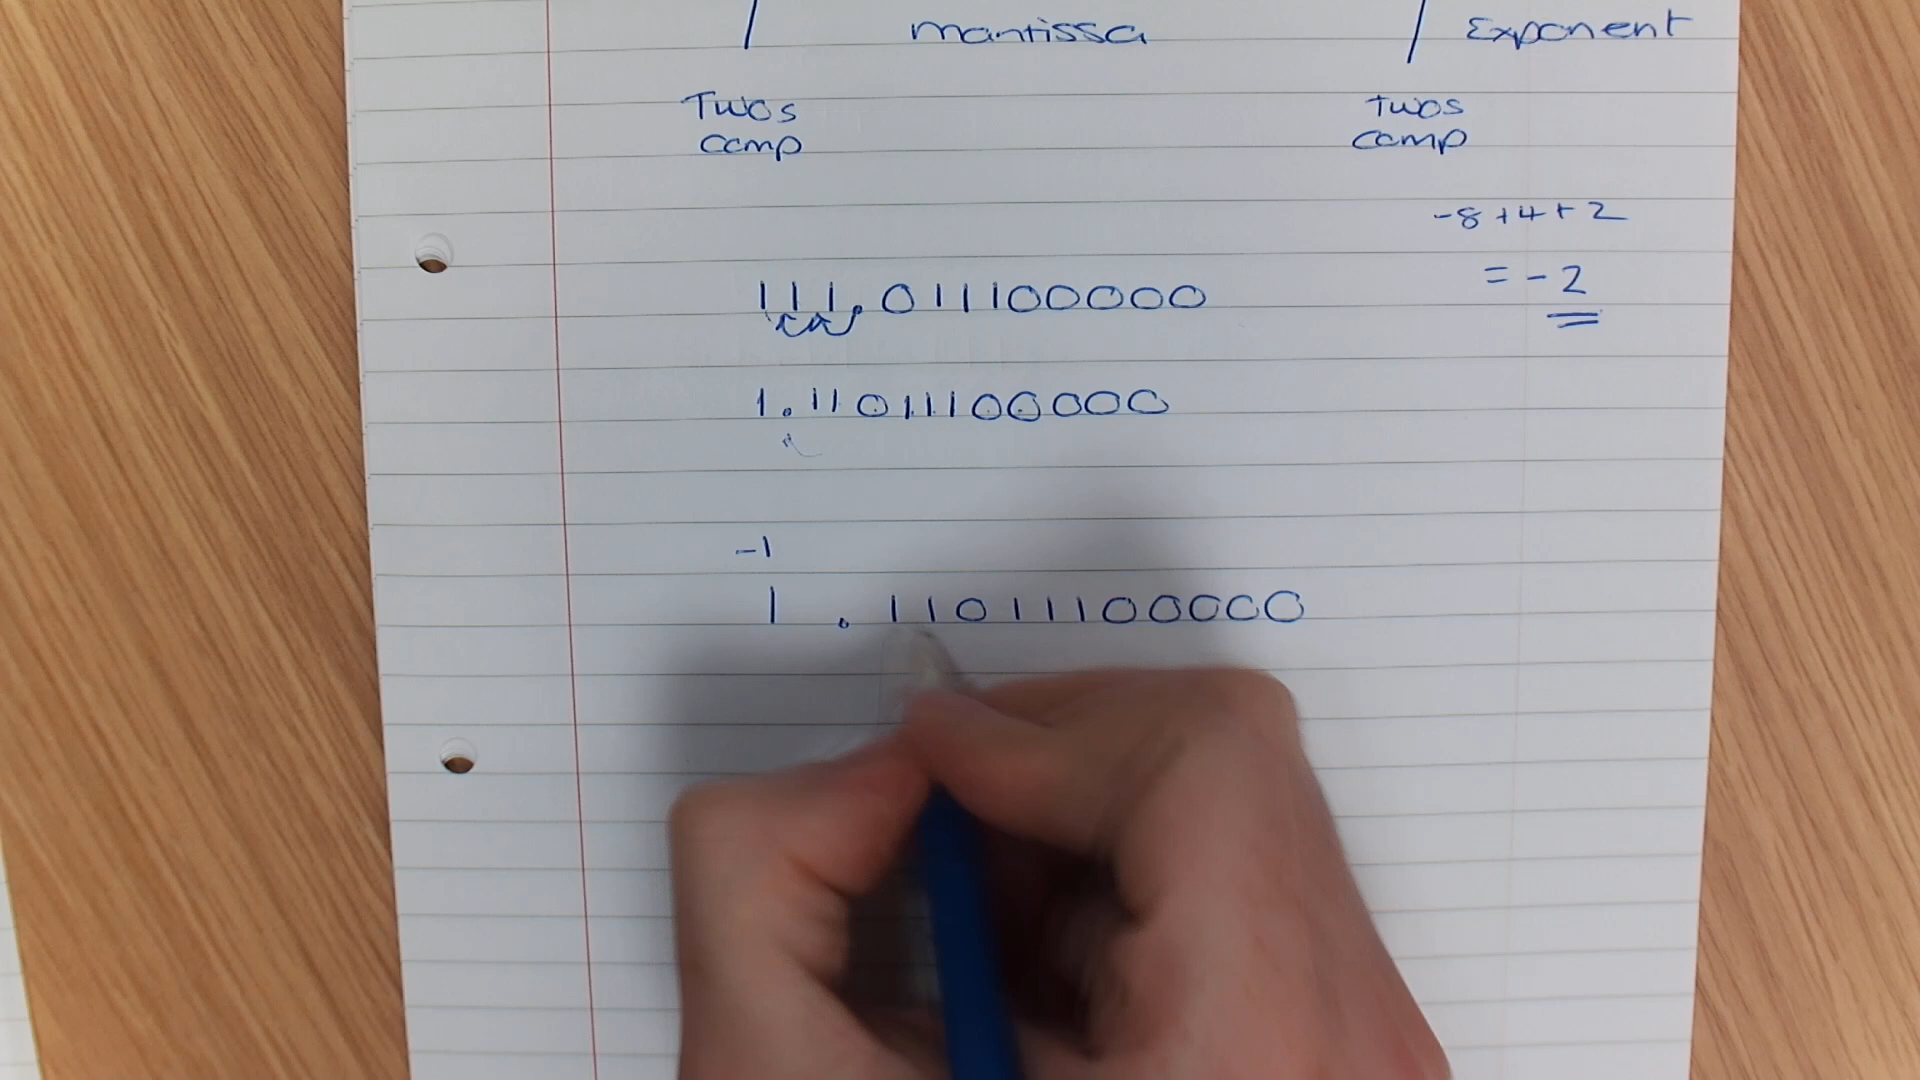 / mantissa / Exponent
Twos comp
twos comp
-8+4+2
= -2
111.011100000
1.11011100000
-1
1 .11011100000